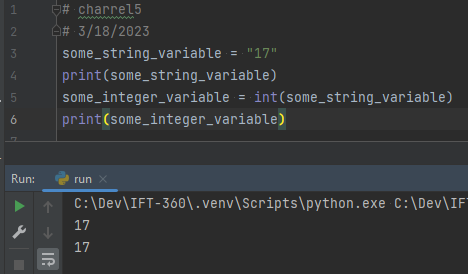 1 # charrel5
2 # 3/18/2023
3 some_string_variable = "17"
4 print(some_string_variable)
5 some_integer_variable = int(some_string_variable)
6 print(some_integer_variable)
Run: run ×
C:\Dev\IFT-360\.venv\Scripts\python.exe C:\Dev\IFT
17
17